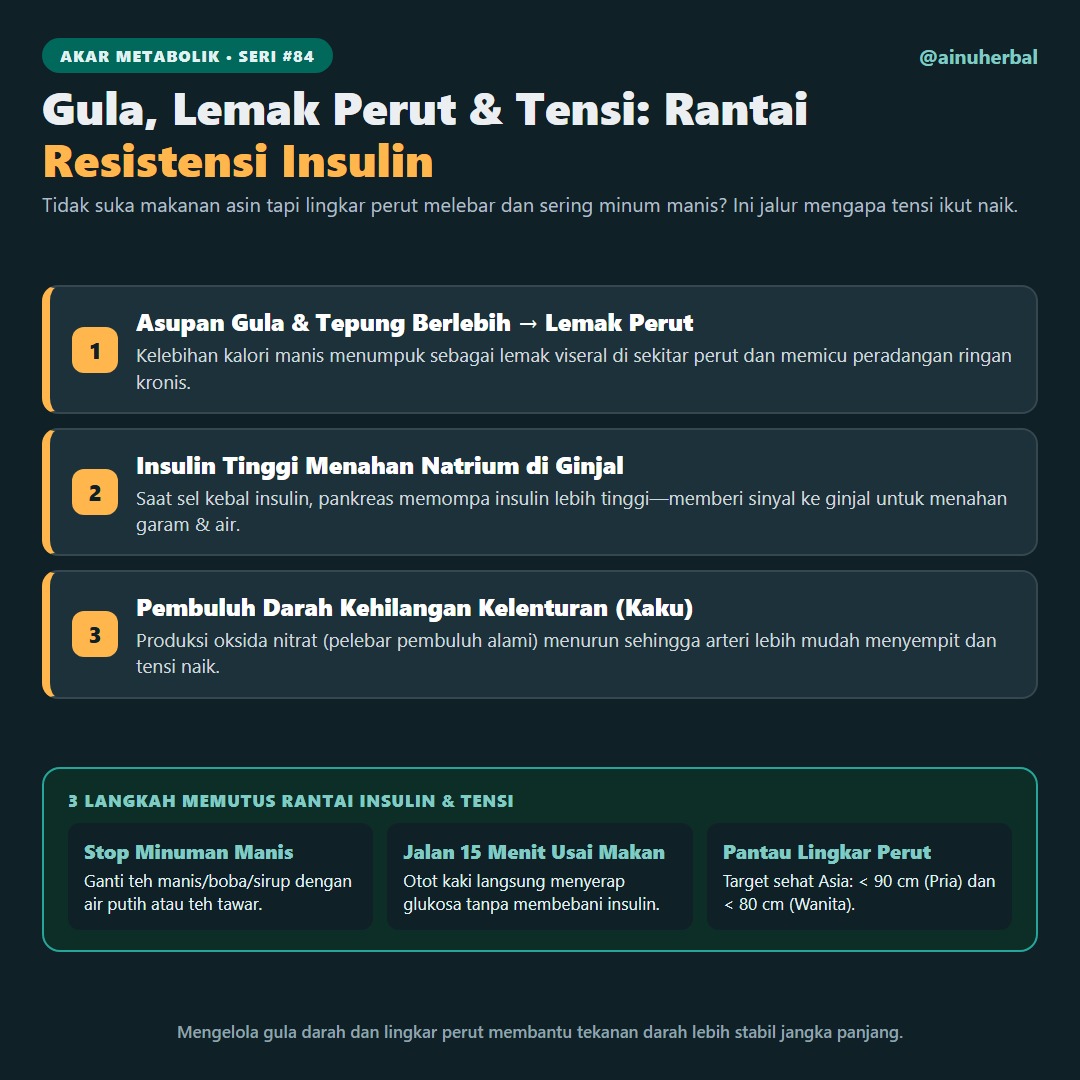 AKAR METABOLIK • SERI #84
@ainuherbal
Gula, Lemak Perut & Tensi: Rantai
Resistensi Insulin
Tidak suka makanan asin tapi lingkar perut melebar dan sering minum manis? Ini jalur mengapa tensi ikut naik.
1
Asupan Gula & Tepung Berlebih → Lemak Perut
Kelebihan kalori manis menumpuk sebagai lemak viseral di sekitar perut dan memicu peradangan ringan
kronis.
2
Insulin Tinggi Menahan Natrium di Ginjal
Saat sel kebal insulin, pankreas memompa insulin lebih tinggi—memberi sinyal ke ginjal untuk menahan
garam & air.
3
Pembuluh Darah Kehilangan Kelenturan (Kaku)
Produksi oksida nitrat (pelebar pembuluh alami) menurun sehingga arteri lebih mudah menyempit dan
tensi naik.
3 LANGKAH MEMUTUS RANTAI INSULIN & TENSI
Stop Minuman Manis
Ganti teh manis/boba/sirup dengan
air putih atau teh tawar.
Jalan 15 Menit Usai Makan
Otot kaki langsung menyerap
glukosa tanpa membebani insulin.
Pantau Lingkar Perut
Target sehat Asia: < 90 cm (Pria) dan
< 80 cm (Wanita).
Mengelola gula darah dan lingkar perut membantu tekanan darah lebih stabil jangka panjang.